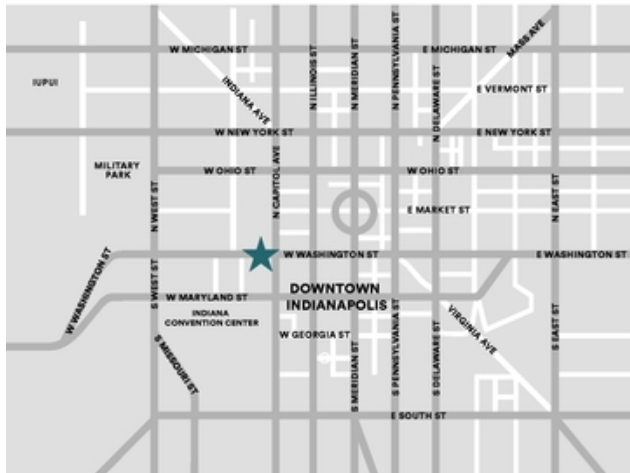 W MICHIGAN ST
E MICHIGAN ST
MASS AVE
IUPUI
INDIANA AVE
N ILLINOIS ST
N MERIDIAN ST
N PENNSYLVANIA ST
N DELAWARE ST
E VERMONT ST
W NEW YORK ST
E NEW YORK ST
MILITARY
PARK
W OHIO ST
W OHIO ST
N WEST ST
N CAPITOL AVE
N EAST ST
E MARKET ST
W WASHINGTON ST
W WASHINGTON ST
E WASHINGTON ST
S WEST ST
W MARYLAND ST
DOWNTOWN
INDIANAPOLIS
INDIANA
CONVENTION CENTER
W GEORGIA ST
S MISSOURI ST
S MERIDIAN ST
S PENNSYLVANIA ST
S DELAWARE ST
VIRGINIA AVE
S EAST ST
E SOUTH ST